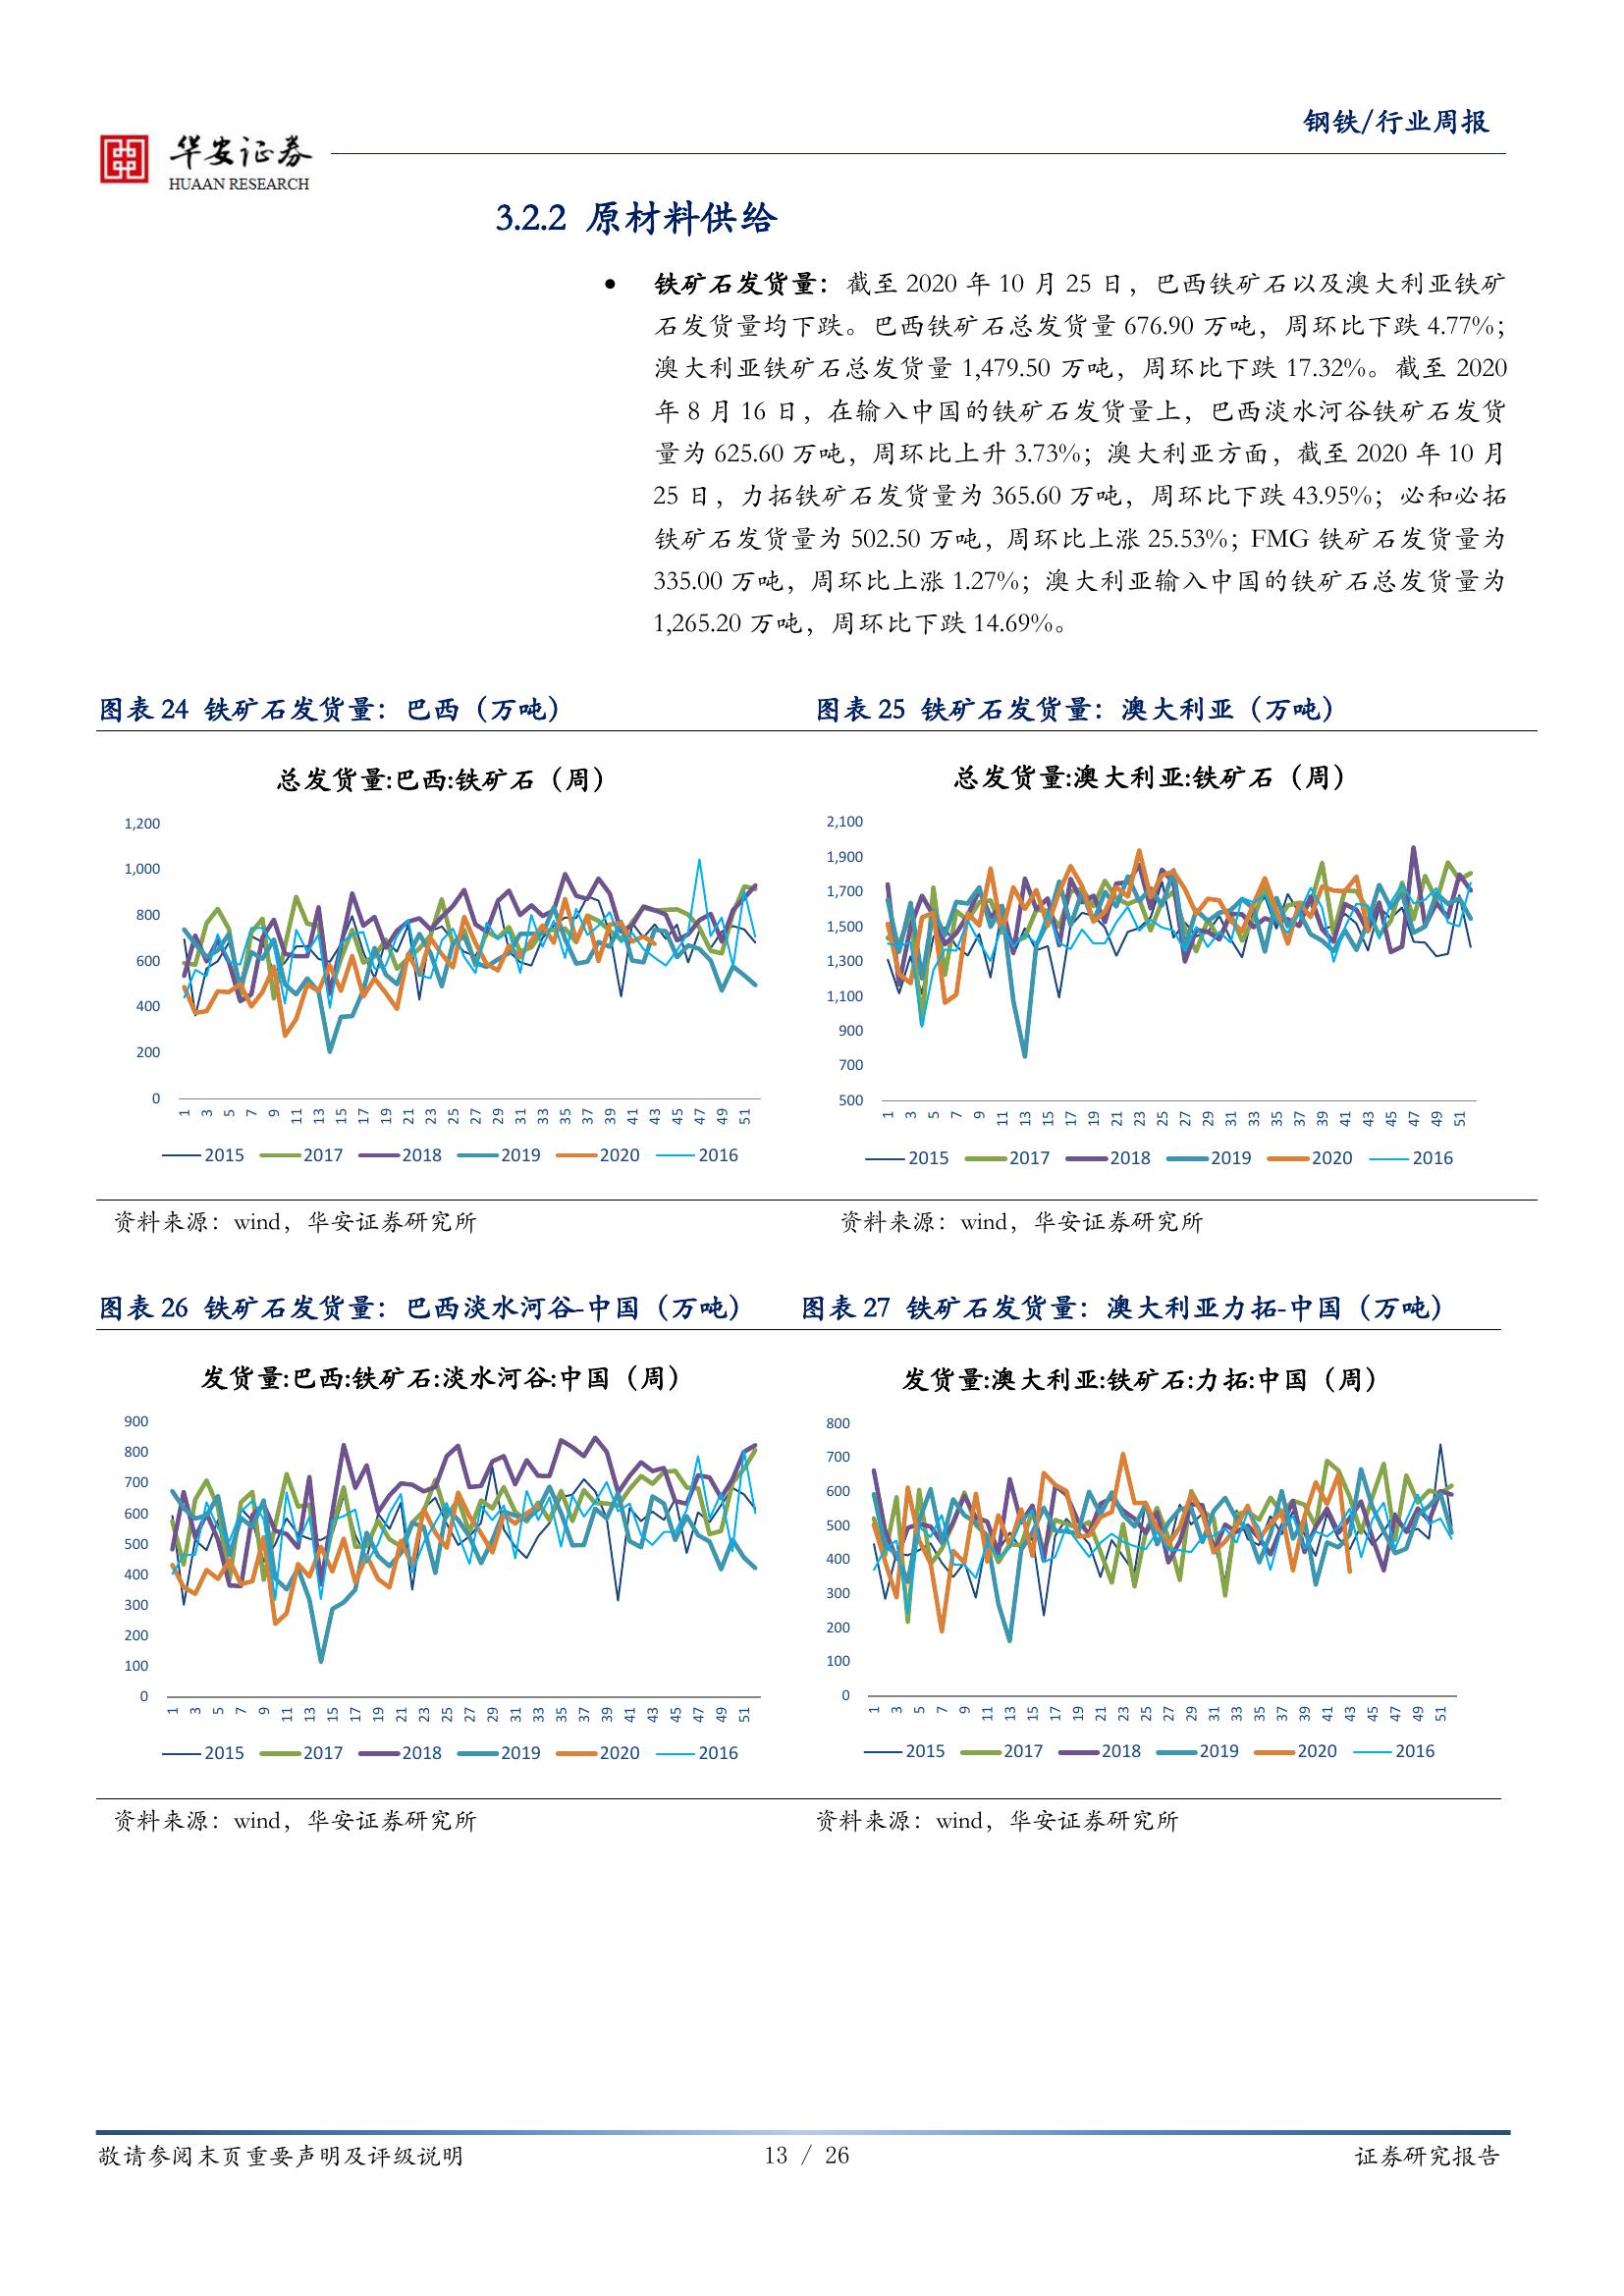 钢铁/行业周报
华安证券
HUAAN RESEARCH
3.2.2 原材料供给
● 铁矿石发货量：截至 2020 年 10 月 25 日，巴西铁矿石以及澳大利亚铁矿
石发货量均下跌。巴西铁矿石总发货量 676.90 万吨，周环比下跌 4.77%；
澳大利亚铁矿石总发货量 1,479.50 万吨，周环比下跌 17.32%。截至 2020
年 8 月 16 日，在输入中国的铁矿石发货量上，巴西淡水河谷铁矿石发货
量为 625.60 万吨，周环比上升 3.73%；澳大利亚方面，截至 2020 年 10 月
25 日，力拓铁矿石发货量为 365.60 万吨，周环比下跌 43.95%；必和必拓
铁矿石发货量为 502.50 万吨，周环比上涨 25.53%；FMG 铁矿石发货量为
335.00 万吨，周环比上涨 1.27%；澳大利亚输入中国的铁矿石总发货量为
1,265.20 万吨，周环比下跌 14.69%。
图表 24 铁矿石发货量：巴西（万吨）
总发货量:巴西:铁矿石（周）
1,200
1,000
800
600
400
200
0
1 3 5 7 9 11 13 15 17 19 21 23 25 27 29 31 33 35 37 39 41 43 45 47 49 51
2015 2017 2018 2019 2020 2016
资料来源：wind，华安证券研究所
图表 25 铁矿石发货量：澳大利亚（万吨）
总发货量:澳大利亚:铁矿石（周）
2,100
1,900
1,700
1,500
1,300
1,100
900
700
500
1 3 5 7 9 11 13 15 17 19 21 23 25 27 29 31 33 35 37 39 41 43 45 47 49 51
2015 2017 2018 2019 2020 2016
资料来源：wind，华安证券研究所
图表 26 铁矿石发货量：巴西淡水河谷-中国（万吨）
发货量:巴西:铁矿石:淡水河谷:中国（周）
900
800
700
600
500
400
300
200
100
0
1 3 5 7 9 11 13 15 17 19 21 23 25 27 29 31 33 35 37 39 41 43 45 47 49 51
2015 2017 2018 2019 2020 2016
资料来源：wind，华安证券研究所
图表 27 铁矿石发货量：澳大利亚力拓-中国（万吨）
发货量:澳大利亚:铁矿石:力拓:中国（周）
800
700
600
500
400
300
200
100
0
1 3 5 7 9 11 13 15 17 19 21 23 25 27 29 31 33 35 37 39 41 43 45 47 49 51
2015 2017 2018 2019 2020 2016
资料来源：wind，华安证券研究所
敬请参阅末页重要声明及评级说明
13 / 26
证券研究报告